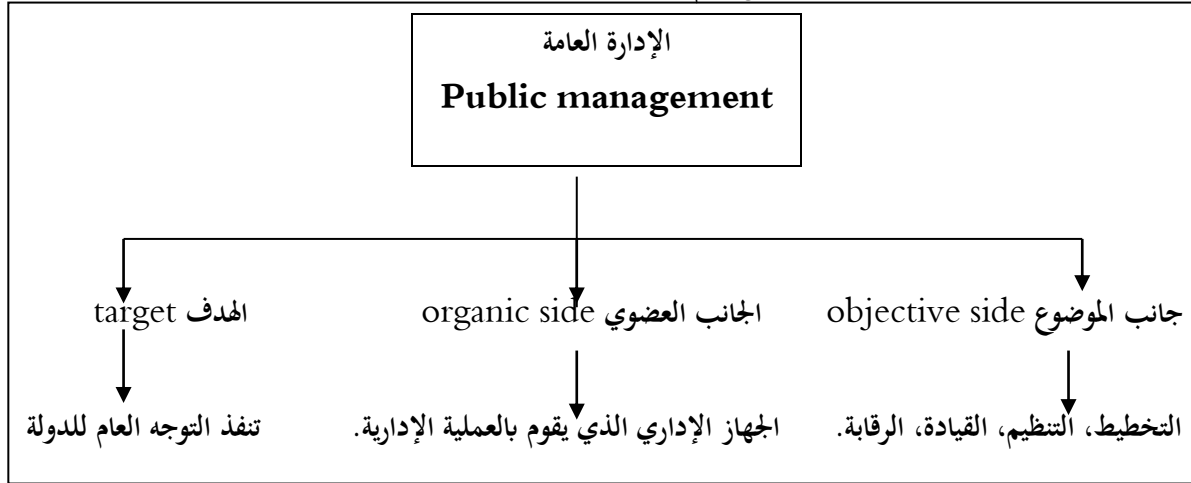 الإدارة العامة
Public management
جانب الموضوع objective side
الجانب العضوي organic side
الهدف target
التخطيط، التنظيم، القيادة، الرقابة.
الجهاز الإداري الذي يقوم بالعملية الإدارية.
تنفذ التوجه العام للدولة